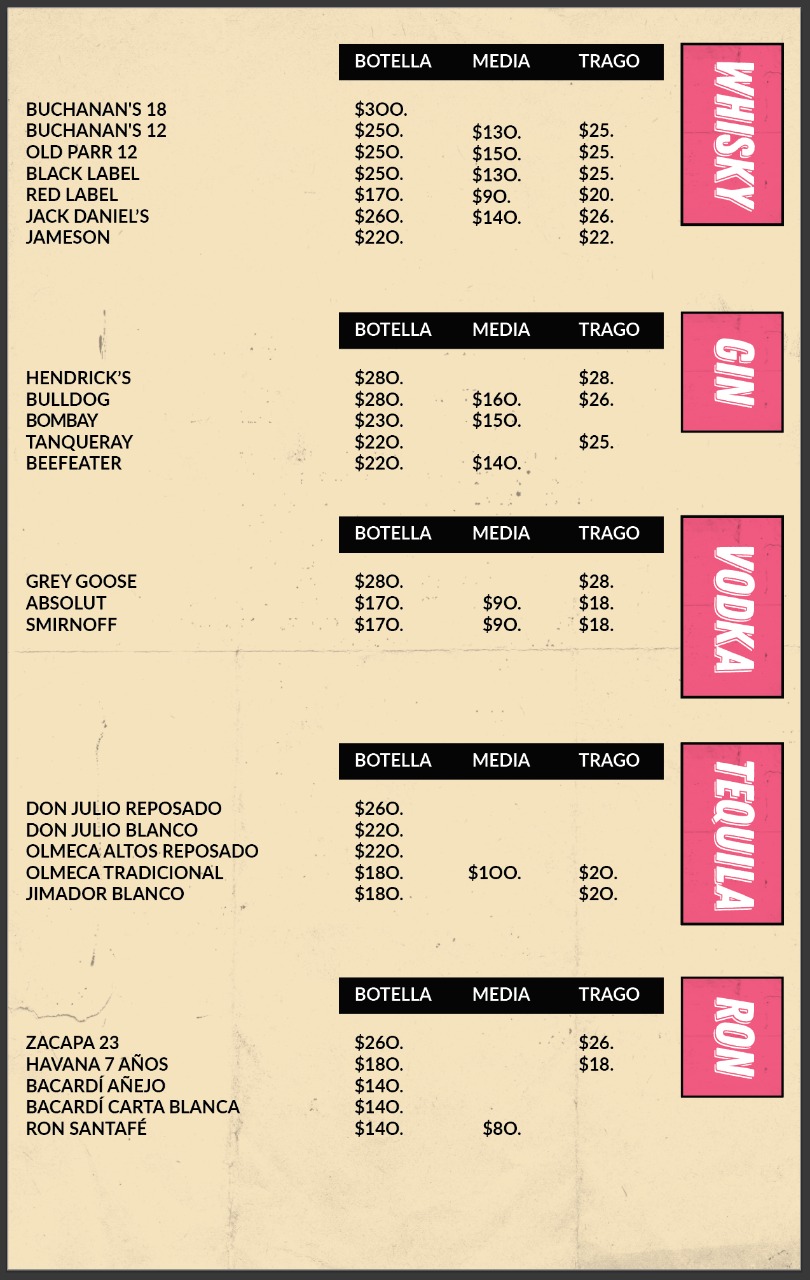 BOTELLA MEDIA TRAGO WHISKY
BUCHANAN'S 18 $300.
BUCHANAN'S 12 $250. $130. $25.
OLD PARR 12 $250. $150. $25.
BLACK LABEL $250. $130. $25.
RED LABEL $170. $90. $20.
JACK DANIEL’S $260. $140. $26.
JAMESON $220. $22.
BOTELLA MEDIA TRAGO GIN
HENDRICK’S $280. $28.
BULLDOG $280. $160. $26.
BOMBAY $230. $150.
TANQUERAY $220. $25.
BEEFEATER $220. $140.
BOTELLA MEDIA TRAGO VODKA
GREY GOOSE $280. $28.
ABSOLUT $170. $90. $18.
SMIRNOFF $170. $90. $18.
BOTELLA MEDIA TRAGO TEQUILA
DON JULIO REPOSADO $260.
DON JULIO BLANCO $220.
OLMECA ALTOS REPOSADO $220.
OLMECA TRADICIONAL $180. $100. $20.
JIMADOR BLANCO $180. $20.
BOTELLA MEDIA TRAGO RON
ZACAPA 23 $260. $26.
HAVANA 7 AÑOS $180. $18.
BACARDÍ AÑEJO $140.
BACARDÍ CARTA BLANCA $140.
RON SANTAFÉ $140. $80.